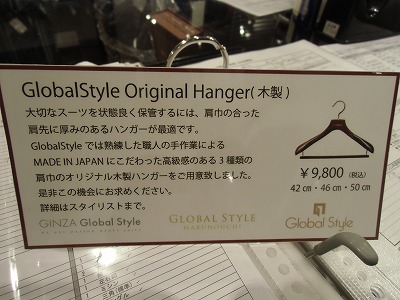 GlobalStyle Original Hanger(木製)
大切なスーツを状態良く保管するには、肩巾の合った
肩先に厚みのあるハンガーが最適です。
GlobalStyleでは熟練した職人の手作業による
MADE IN JAPANにこだわった高級感のある3種類の
肩巾のオリジナル木製ハンガーをご用意致しました。
是非この機会にお求めください。
詳細はスタイリストまで。
¥9,800(税込)
42cm・46cm・50cm
GINZA Global Style
GLOBAL STYLE
MARUNOUCHI
Global Style